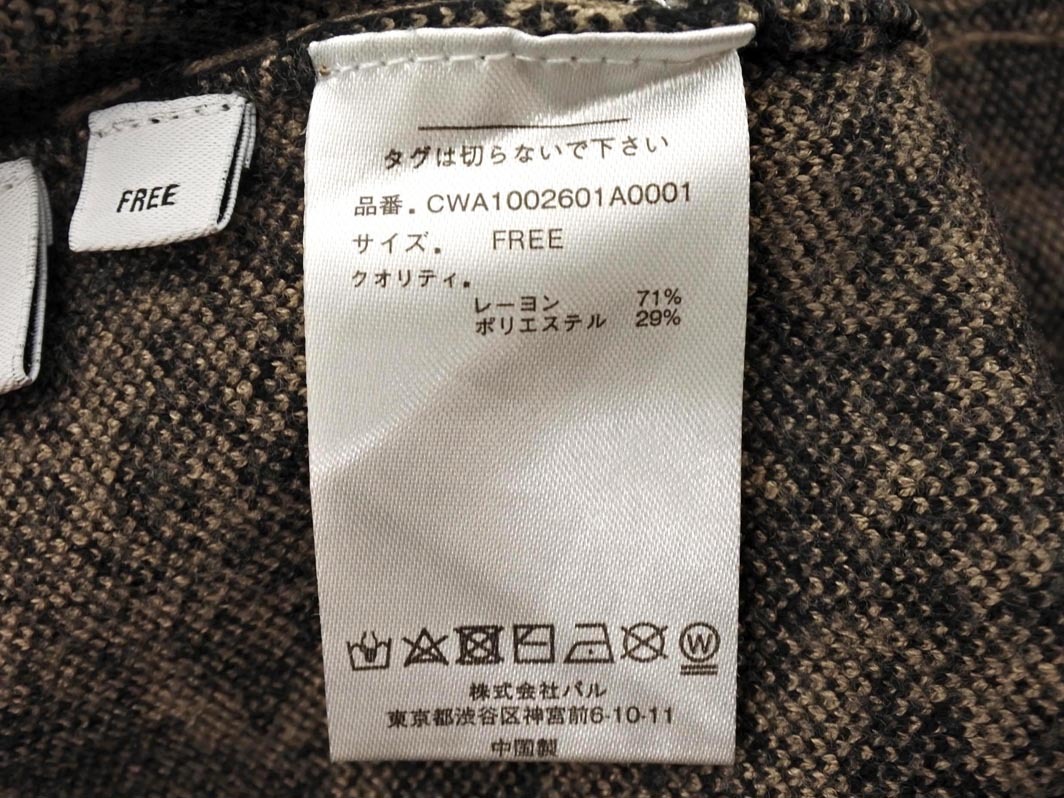 FREE
タグは切らないで下さい
品番. CWA1002601A0001
サイズ. FREE
クオリティ.
レーヨン 71%
ポリエステル 29%
W
株式会社パル
東京都渋谷区神宮前6-10-11
中国製